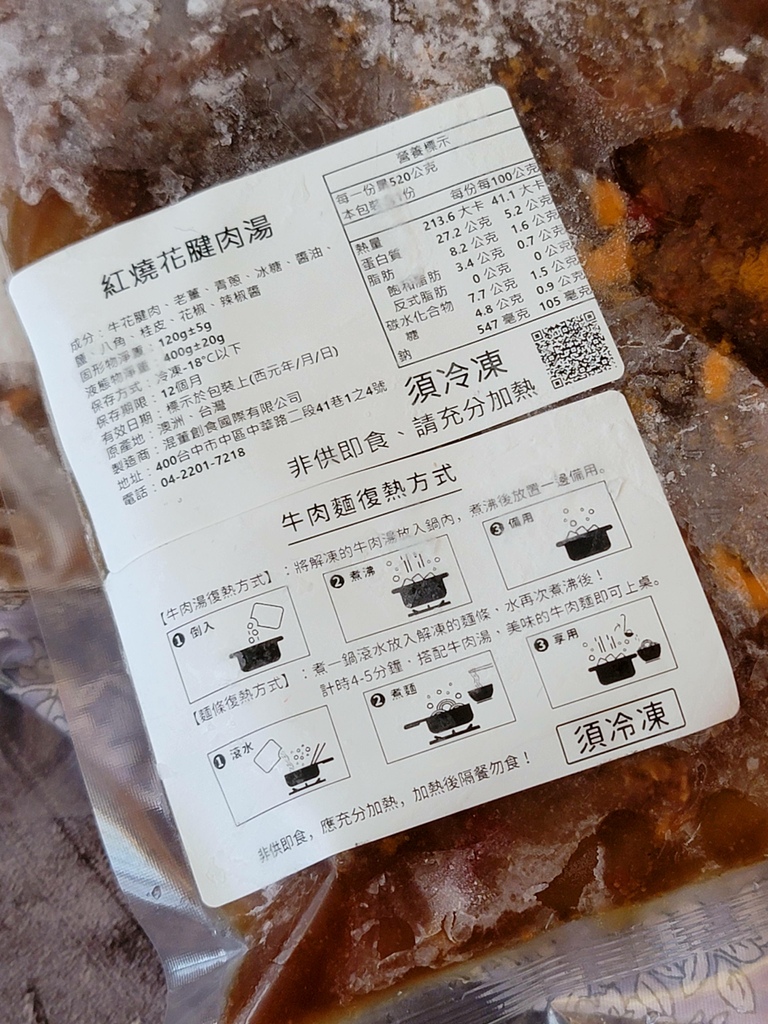 紅燒花腱肉湯
成分：牛花腱肉、老薑、青蔥、冰糖、醬油、
鹽、八角、桂皮、花椒、辣椒醬
固形物淨重：120g±5g
液態物淨重：400g±20g
保存方式：冷凍-18°C以下
保存期限：12個月
有效日期：標示於包裝上(西元年/月/日)
原產地：澳洲、台灣
製造商：混董創食國際有限公司
地址：400台中市中區中華路二段41巷1之4號
電話：04-2201-7218
營養標示
每一份量520公克
本包裝 份
每份 每100公克
熱量 213.6 大卡 41.1 大卡
蛋白質 27.2 公克 5.2 公克
脂肪 8.2 公克 1.6 公克
飽和脂肪 3.4 公克 0.7 公克
反式脂肪 0 公克 0 公克
碳水化合物 7.7 公克 1.5 公克
糖 4.8 公克 0.9 公克
鈉 547 毫克 105 毫克
須冷凍
非供即食、請充分加熱
牛肉麵復熱方式
【牛肉湯復熱方式】：將解凍的牛肉湯放入鍋內，煮沸後放置一邊備用。
❶ 倒入
❷ 煮沸
❸ 備用
【麵條復熱方式】：煮一鍋滾水放入解凍的麵條，水再次煮沸後！
計時4-5分鐘、搭配牛肉湯，美味的牛肉麵即可上桌。
❶ 滾水
❷ 煮麵
❸ 享用
須冷凍
非供即食，應充分加熱，加熱後隔餐勿食！